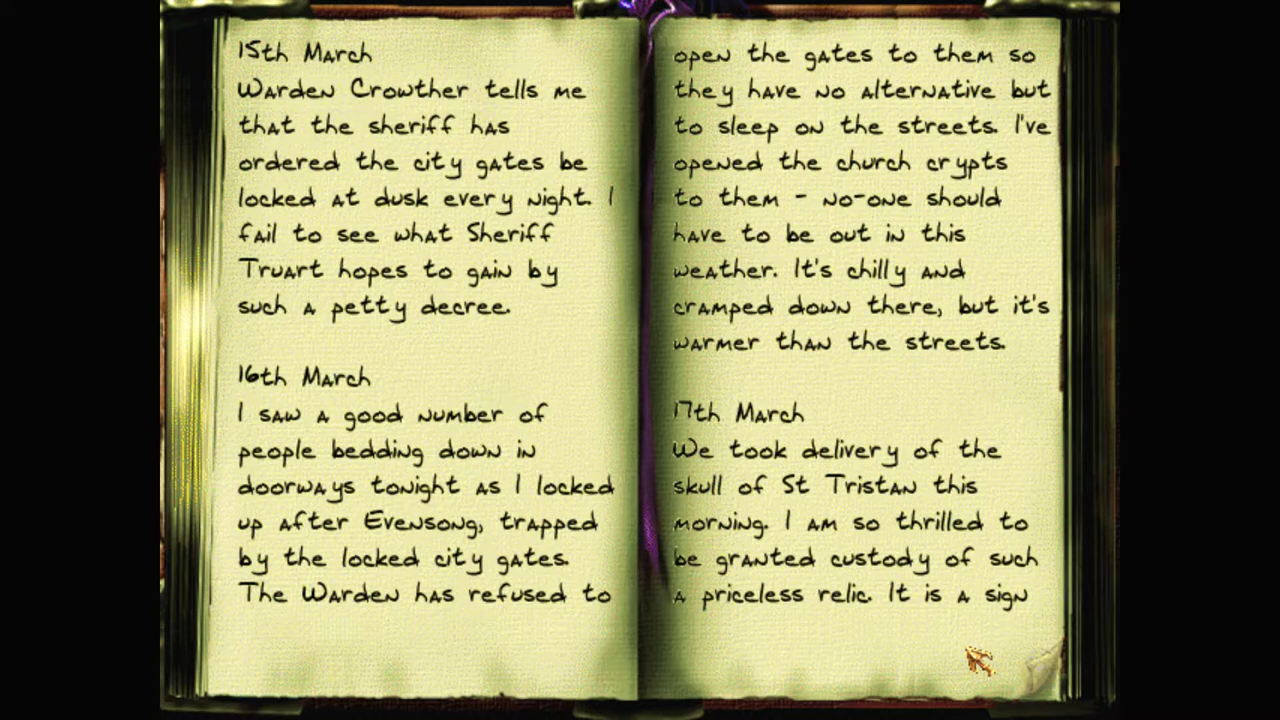 15th March
Warden Crowther tells me
that the sheriff has
ordered the city gates be
locked at dusk every night. I
fail to see what Sheriff
Truart hopes to gain by
such a petty decree.
16th March
I saw a good number of
people bedding down in
doorways tonight as I locked
up after Evensong, trapped
by the locked city gates.
The Warden has refused to
open the gates to them so
they have no alternative but
to sleep on the streets. I've
opened the church crypts
to them - no-one should
have to be out in this
weather. It's chilly and
cramped down there, but it's
warmer than the streets.
17th March
We took delivery of the
skull of St Tristan this
morning. I am so thrilled to
be granted custody of such
a priceless relic. It is a sign